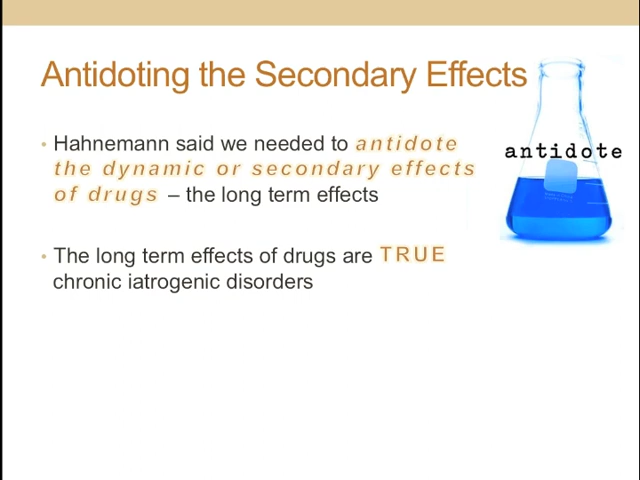 Antidoting the Secondary Effects
• Hahnemann said we needed to antidote
the dynamic or secondary effects
of drugs – the long term effects
antidote
• The long term effects of drugs are TRUE
chronic iatrogenic disorders